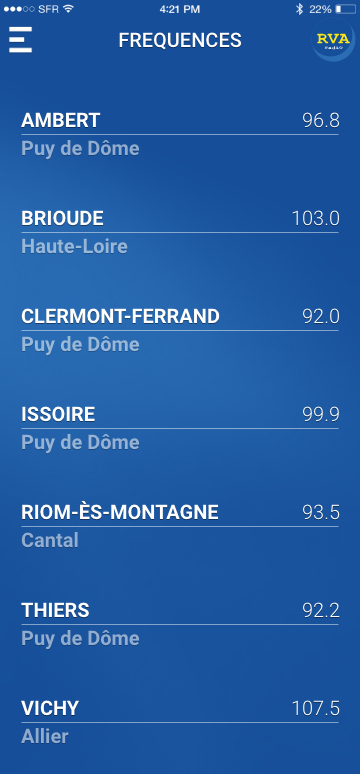 SFR 4:21 PM 22%
FREQUENCES
RVA
radio
AMBERT 96.8
Puy de Dôme
BRIOUDE 103.0
Haute-Loire
CLERMONT-FERRAND 92.0
Puy de Dôme
ISSOIRE 99.9
Puy de Dôme
RIOM-ÈS-MONTAGNE 93.5
Cantal
THIERS 92.2
Puy de Dôme
VICHY 107.5
Allier